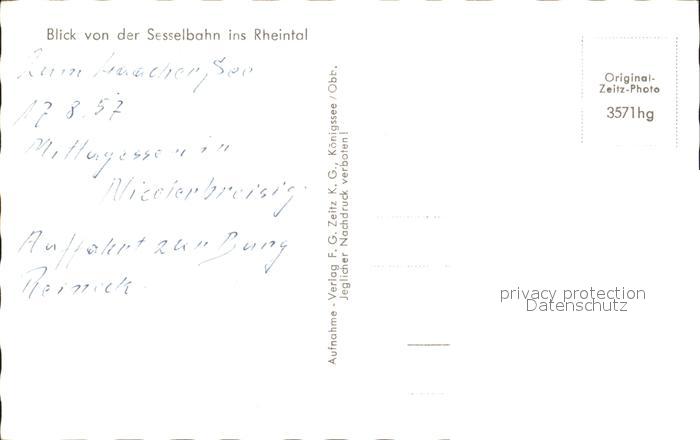 Blick von der Sesselbahn ins Rheintal
Zum Laacher See
17 8. 57
Mittagessen in
Niederbreisig
Auffahrt zur Burg
Reineck.
Aufnahme - Verlag F. G. Zeitz K. G., Königssee / Obb.
Jeglicher Nachdruck verboten!
Original-
Zeitz-Photo
3571hg
privacy protection
Datenschutz